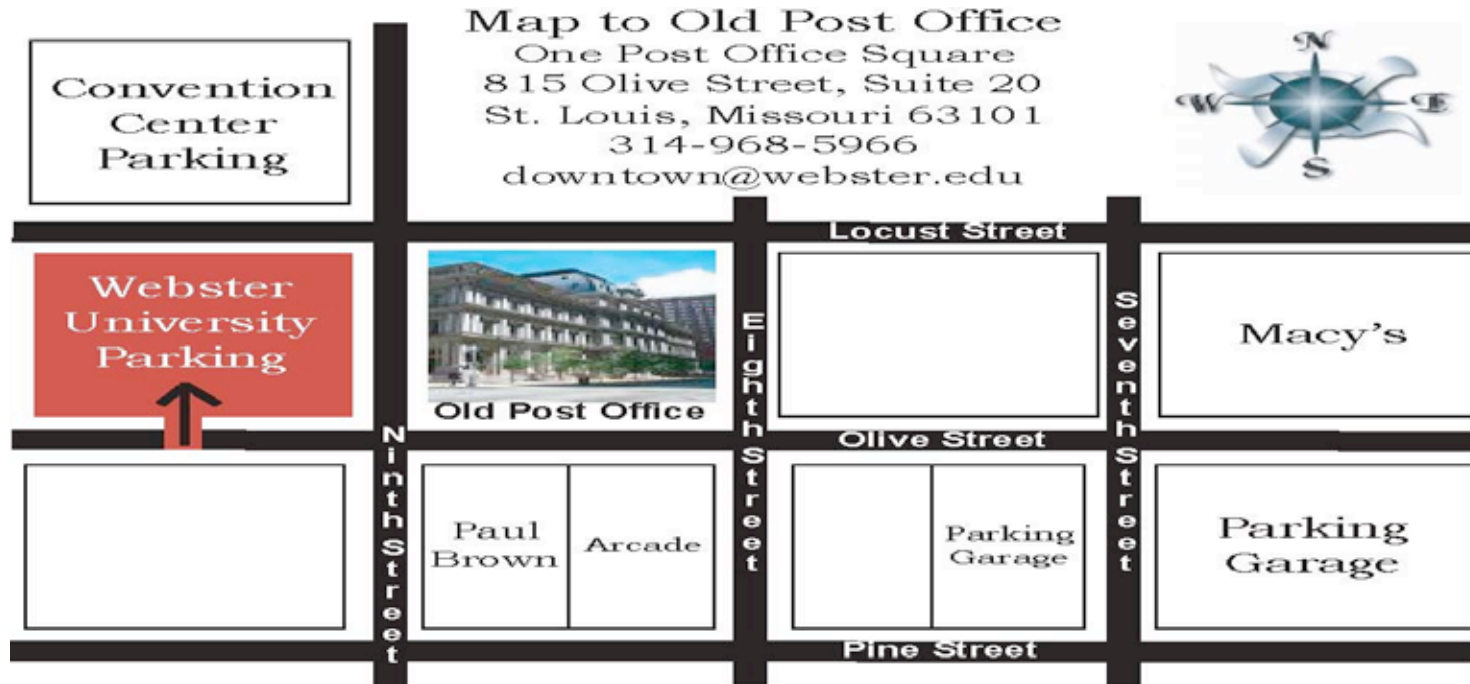 Map to Old Post Office
One Post Office Square
815 Olive Street, Suite 20
St. Louis, Missouri 63101
314-968-5966
downtown@webster.edu
N
W
E
S
Convention
Center
Parking
Locust Street
Webster
University
Parking
Old Post Office
Eighth Street
Seventh Street
Macy's
Olive Street
Ninth Street
Paul
Brown
Arcade
Parking
Garage
Parking
Garage
Pine Street